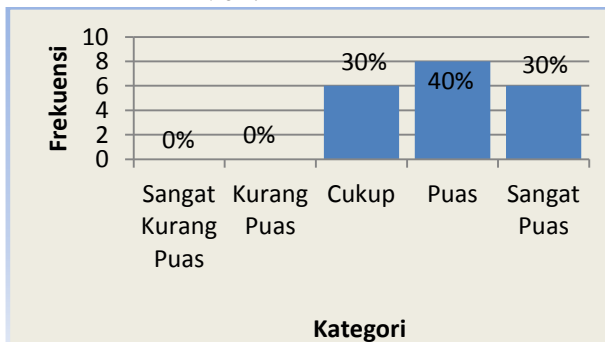 Frekuensi
10
8
6
4
2
0
0%
0%
30%
40%
30%
Sangat Kurang Puas
Kurang Puas
Cukup
Puas
Sangat Puas
Kategori